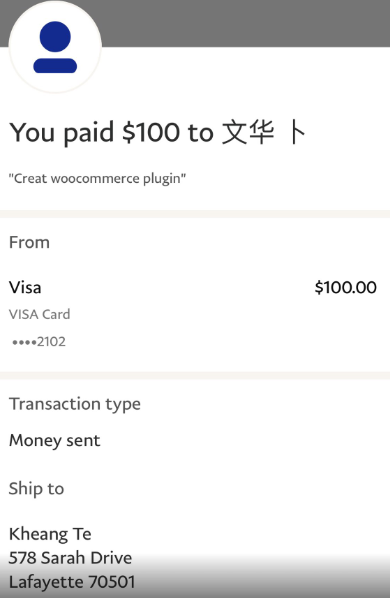 You paid $100 to 文华 卜
"Creat woocommerce plugin"
From
Visa $100.00
VISA Card
••••2102
Transaction type
Money sent
Ship to
Kheang Te
578 Sarah Drive
Lafayette 70501